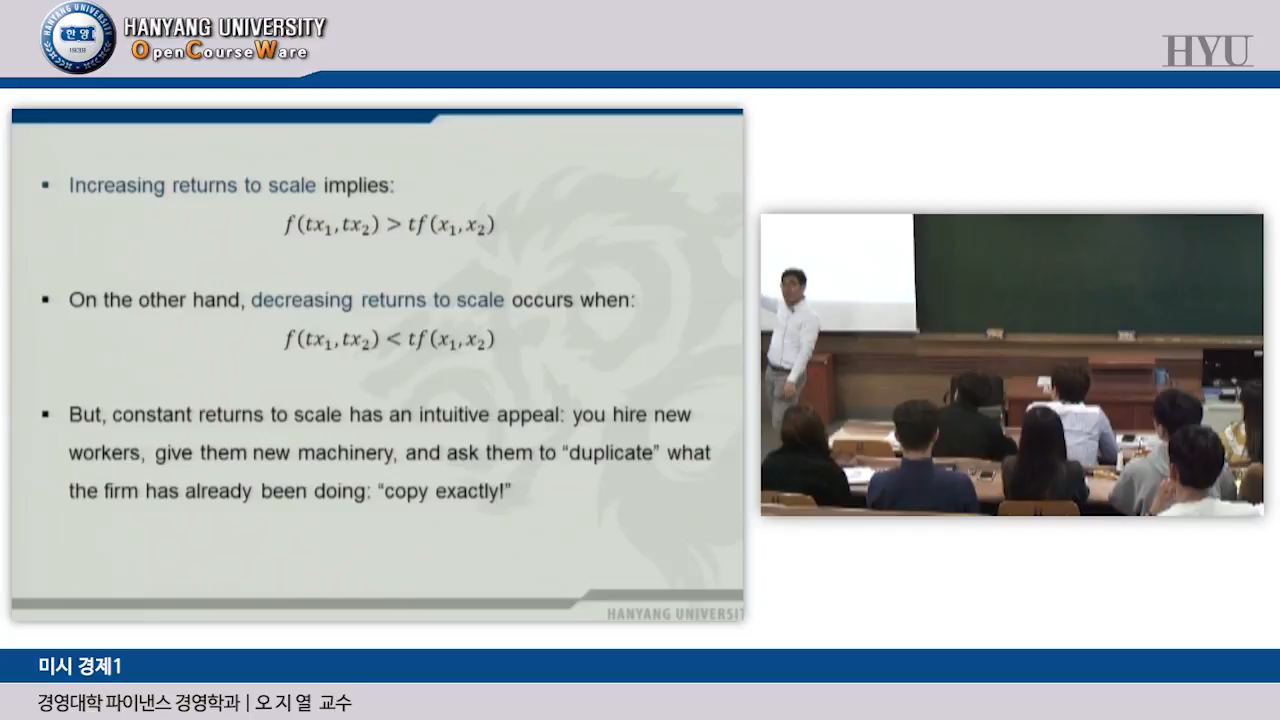 HANYANG UNIVERSITY
OpenCourseWare
한양
1939
HYU
▪ Increasing returns to scale implies:
f(tx₁, tx₂) > tf(x₁, x₂)
▪ On the other hand, decreasing returns to scale occurs when:
f(tx₁, tx₂) < tf(x₁, x₂)
▪ But, constant returns to scale has an intuitive appeal: you hire new
workers, give them new machinery, and ask them to “duplicate” what
the firm has already been doing: “copy exactly!”
HANYANG UNIVERSIT
미시 경제1
경영대학 파이낸스 경영학과 | 오 지 열 교수